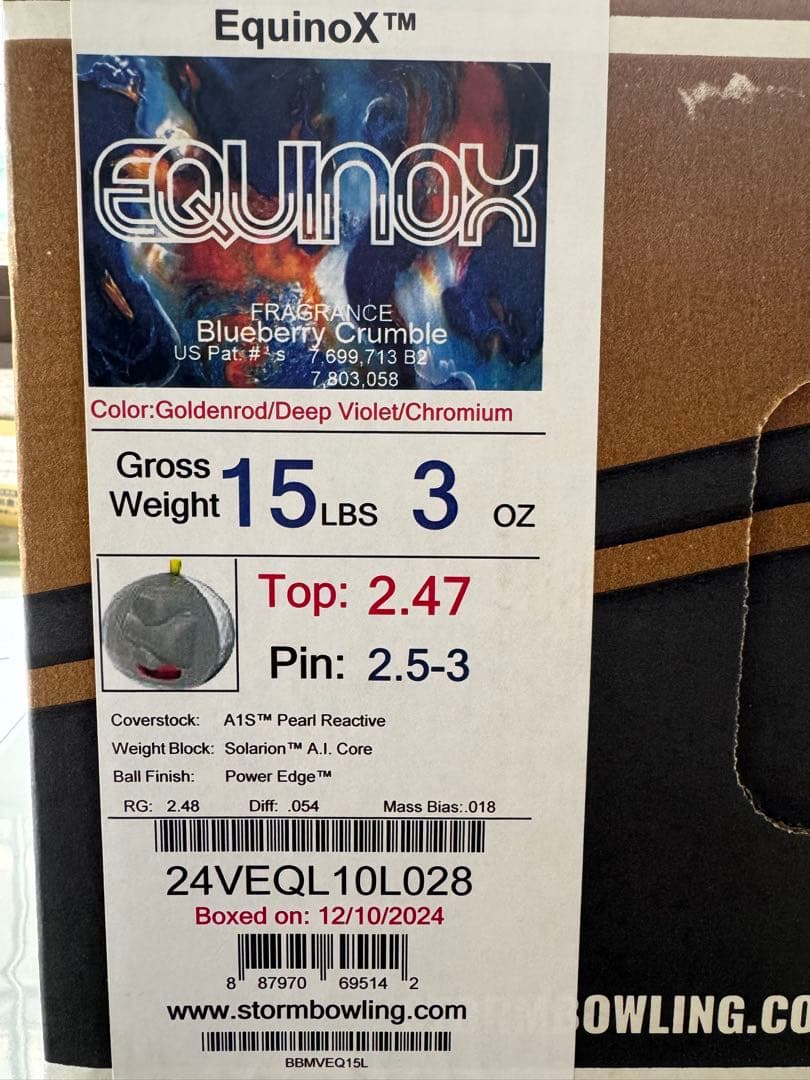 EquinoX™
EQUINOX
FRAGRANCE
Blueberry Crumble
US Pat. #'s 7,699,713 B2
7,803,058
Color:Goldenrod/Deep Violet/Chromium
Gross Weight 15 LBS 3 OZ
Top: 2.47
Pin: 2.5-3
Coverstock: A1S™ Pearl Reactive
Weight Block: Solarion™ A.I. Core
Ball Finish: Power Edge™
RG: 2.48 Diff: .054 Mass Bias:.018
24VEQL10L028
Boxed on: 12/10/2024
8 87970 69514 2
www.stormbowling.com
BBMVEQ15L
BOWLING.CO